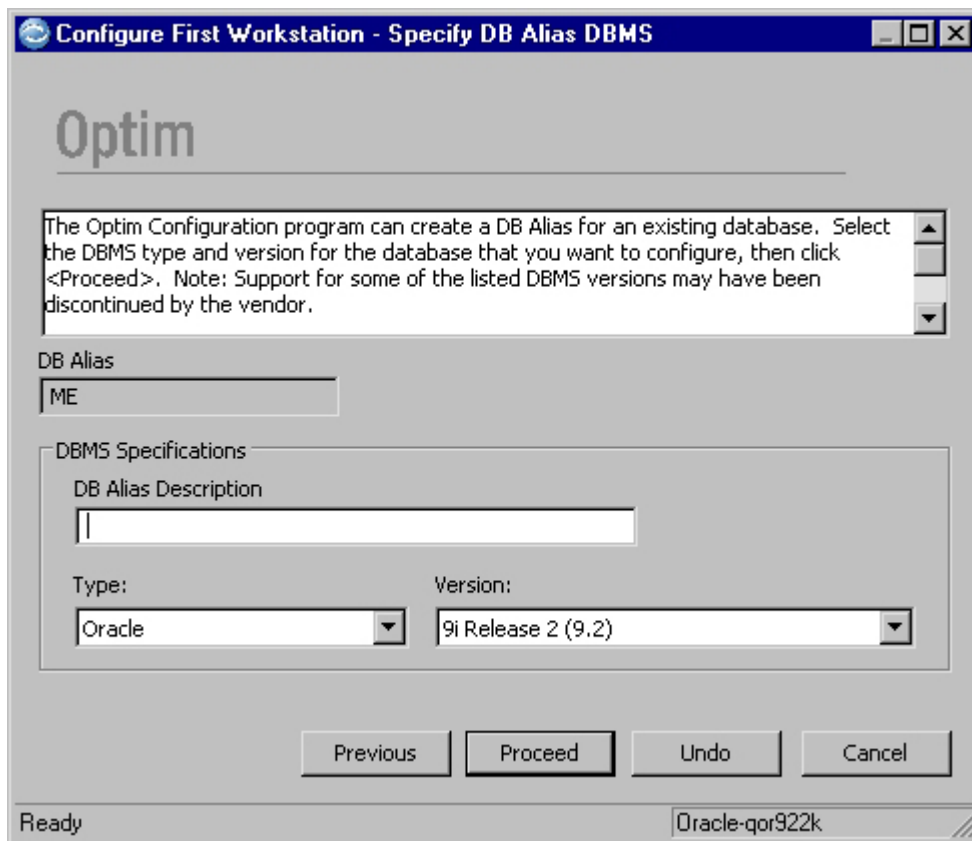 Configure First Workstation - Specify DB Alias DBMS
Optim
The Optim Configuration program can create a DB Alias for an existing database.  Select
the DBMS type and version for the database that you want to configure, then click
<Proceed>.  Note: Support for some of the listed DBMS versions may have been
discontinued by the vendor.
DB Alias
ME
DBMS Specifications
DB Alias Description
Type: Version:
Oracle 9i Release 2 (9.2)
Previous Proceed Undo Cancel
Ready Oracle-qor922k